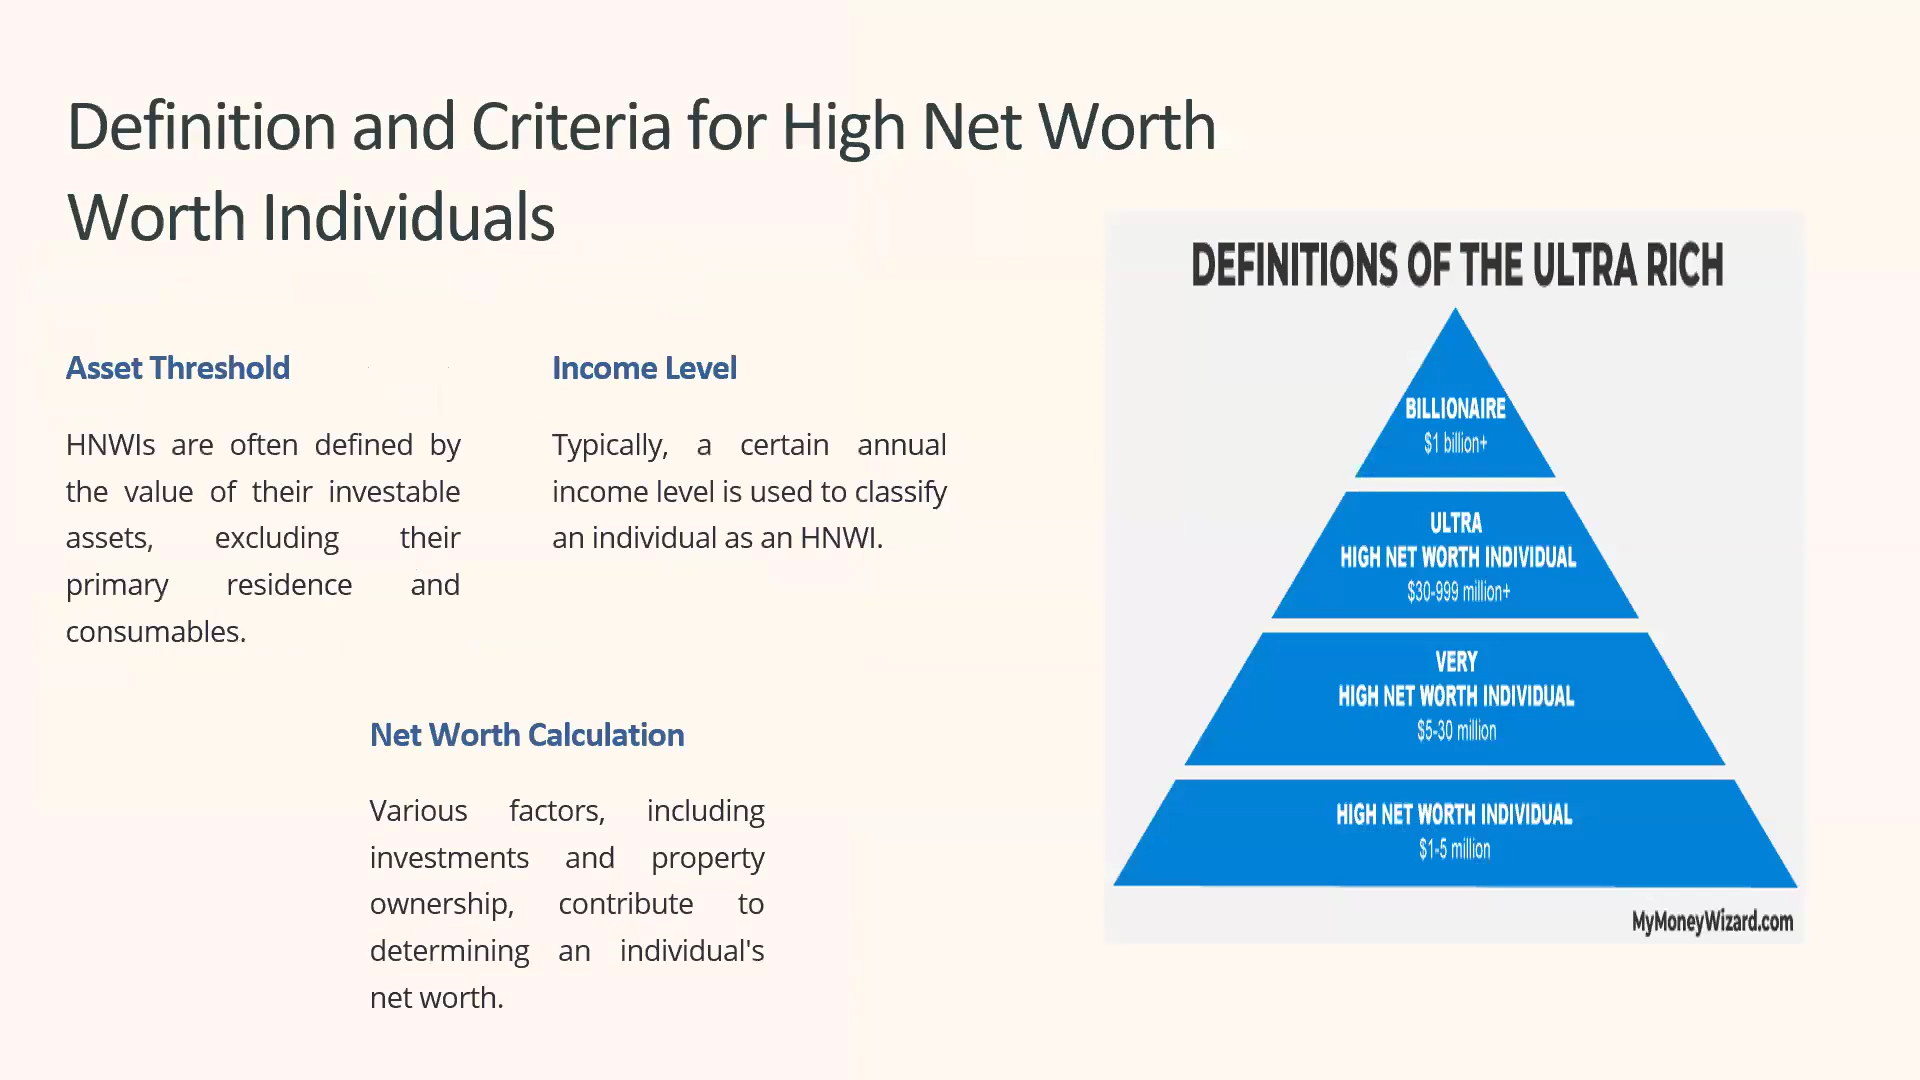 Definition and Criteria for High Net Worth
Worth Individuals
Asset Threshold
HNWIs are often defined by
the value of their investable
assets, excluding their
primary residence and
consumables.
Income Level
Typically, a certain annual
income level is used to classify
an individual as an HNWI.
Net Worth Calculation
Various factors, including
investments and property
ownership, contribute to
determining an individual's
net worth.
DEFINITIONS OF THE ULTRA RICH
BILLIONAIRE
$1 billion+
ULTRA
HIGH NET WORTH INDIVIDUAL
$30-999 million+
VERY
HIGH NET WORTH INDIVIDUAL
$5-30 million
HIGH NET WORTH INDIVIDUAL
$1-5 million
MyMoneyWizard.com